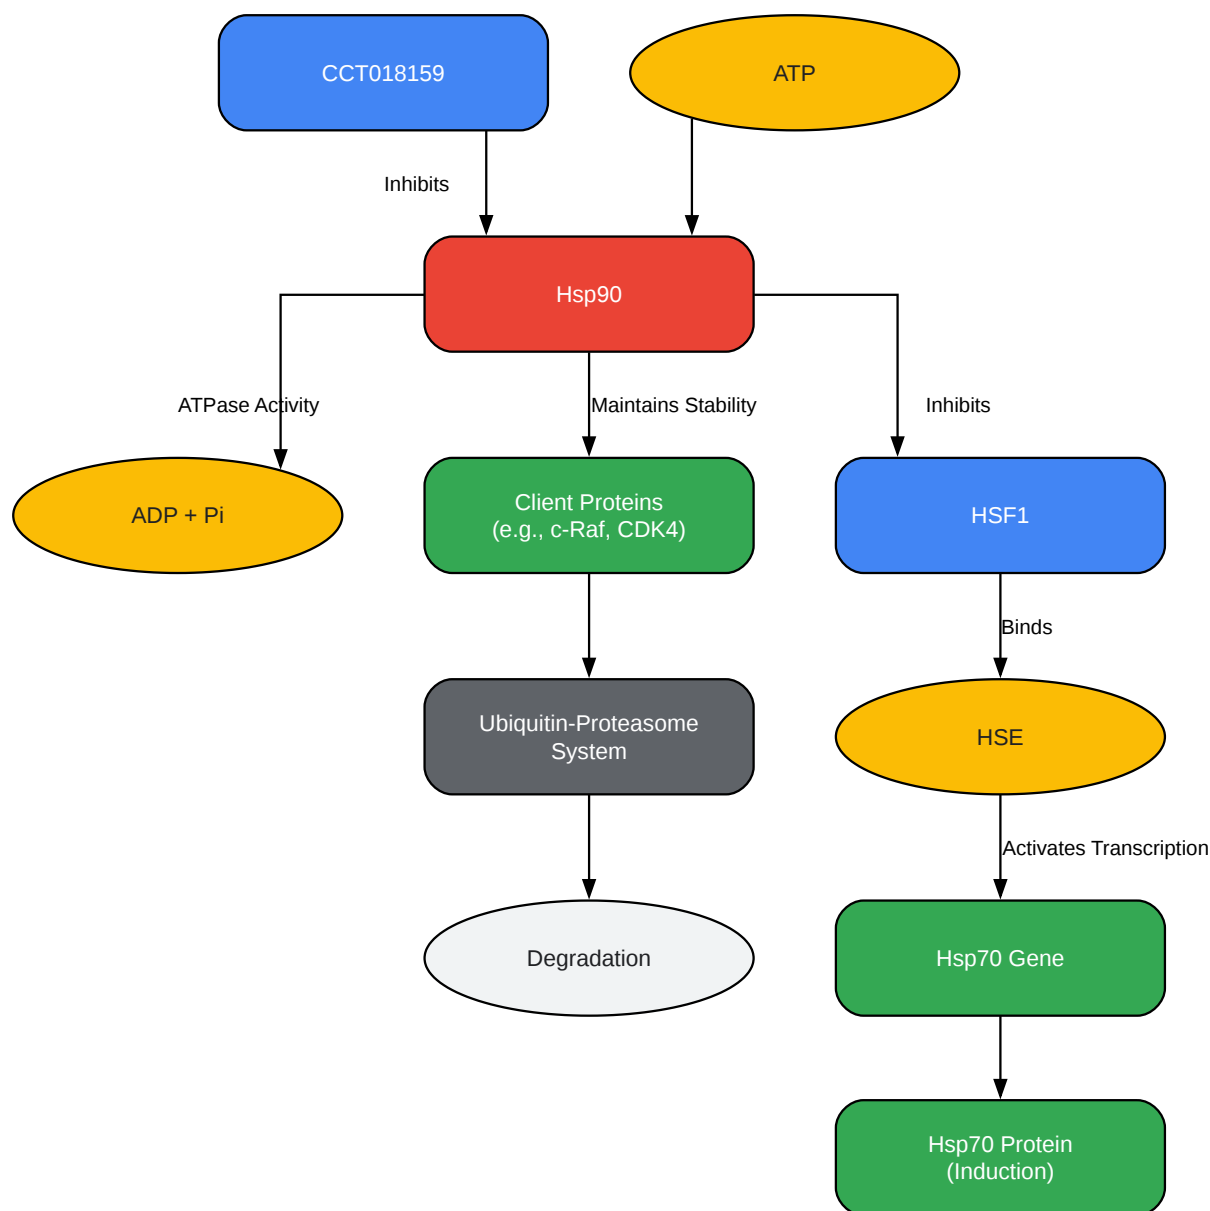 CCT018159
ATP
Inhibits
Hsp90
ATPase Activity
Maintains Stability
Inhibits
ADP + Pi
Client Proteins
(e.g., c-Raf, CDK4)
HSF1
Binds
Ubiquitin-Proteasome
System
HSE
Activates Transcription
Degradation
Hsp70 Gene
Hsp70 Protein
(Induction)